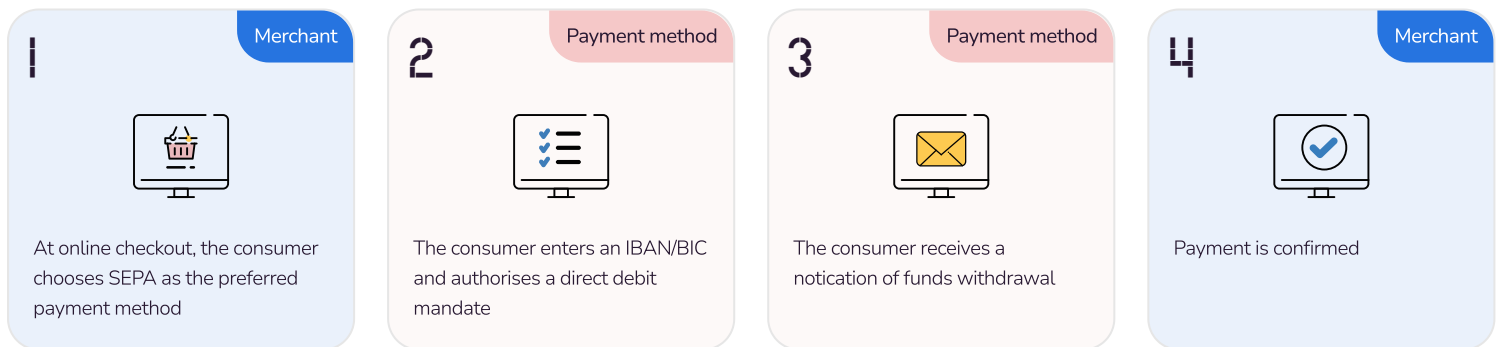 1
Merchant
At online checkout, the consumer
chooses SEPA as the preferred
payment method
2
Payment method
The consumer enters an IBAN/BIC
and authorises a direct debit
mandate
3
Payment method
The consumer receives a
notication of funds withdrawal
4
Merchant
Payment is confirmed